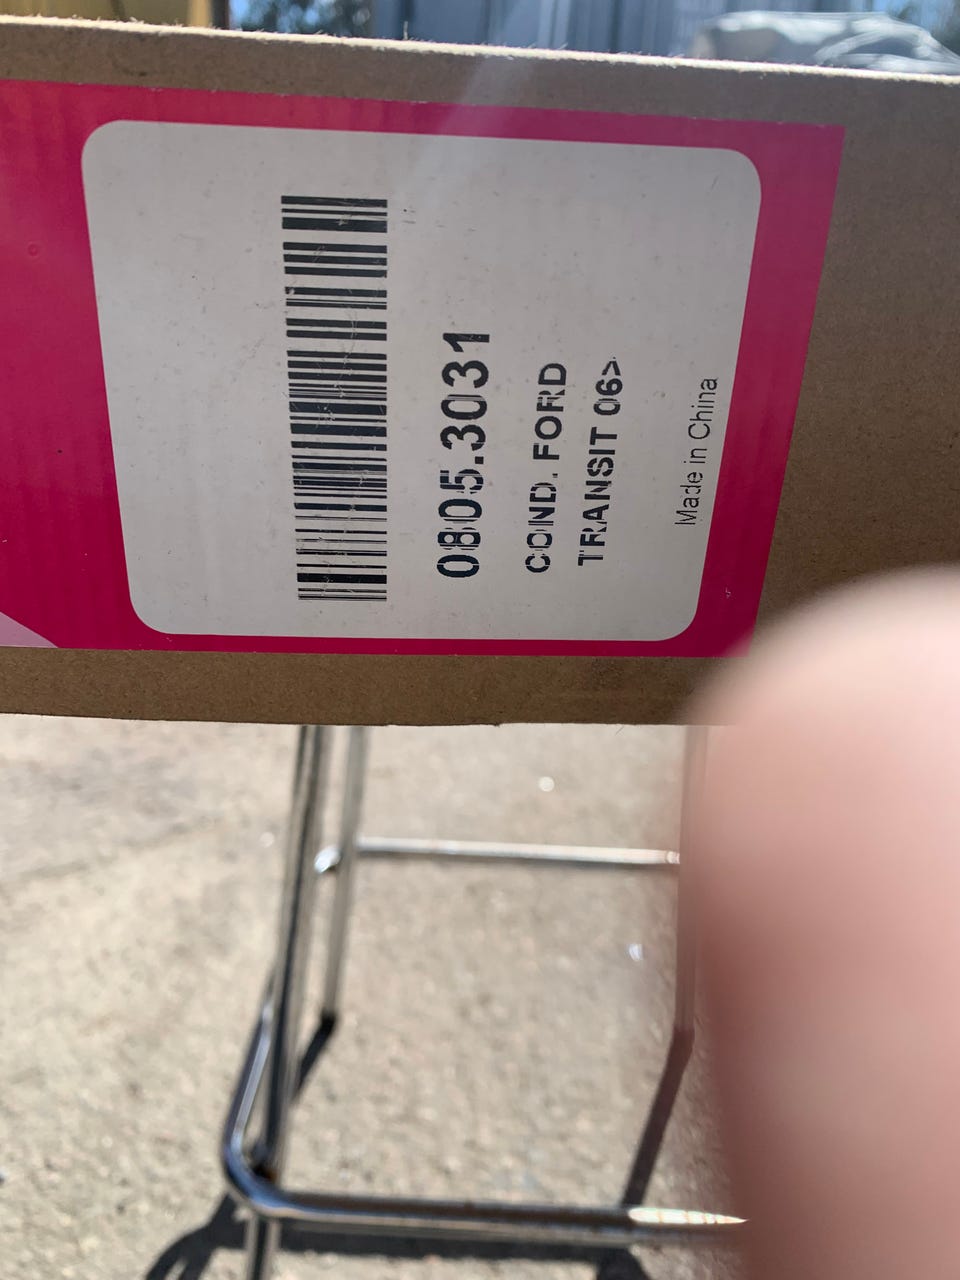 0805.3031
COND. FORD
TRANSIT 06>
Made in China